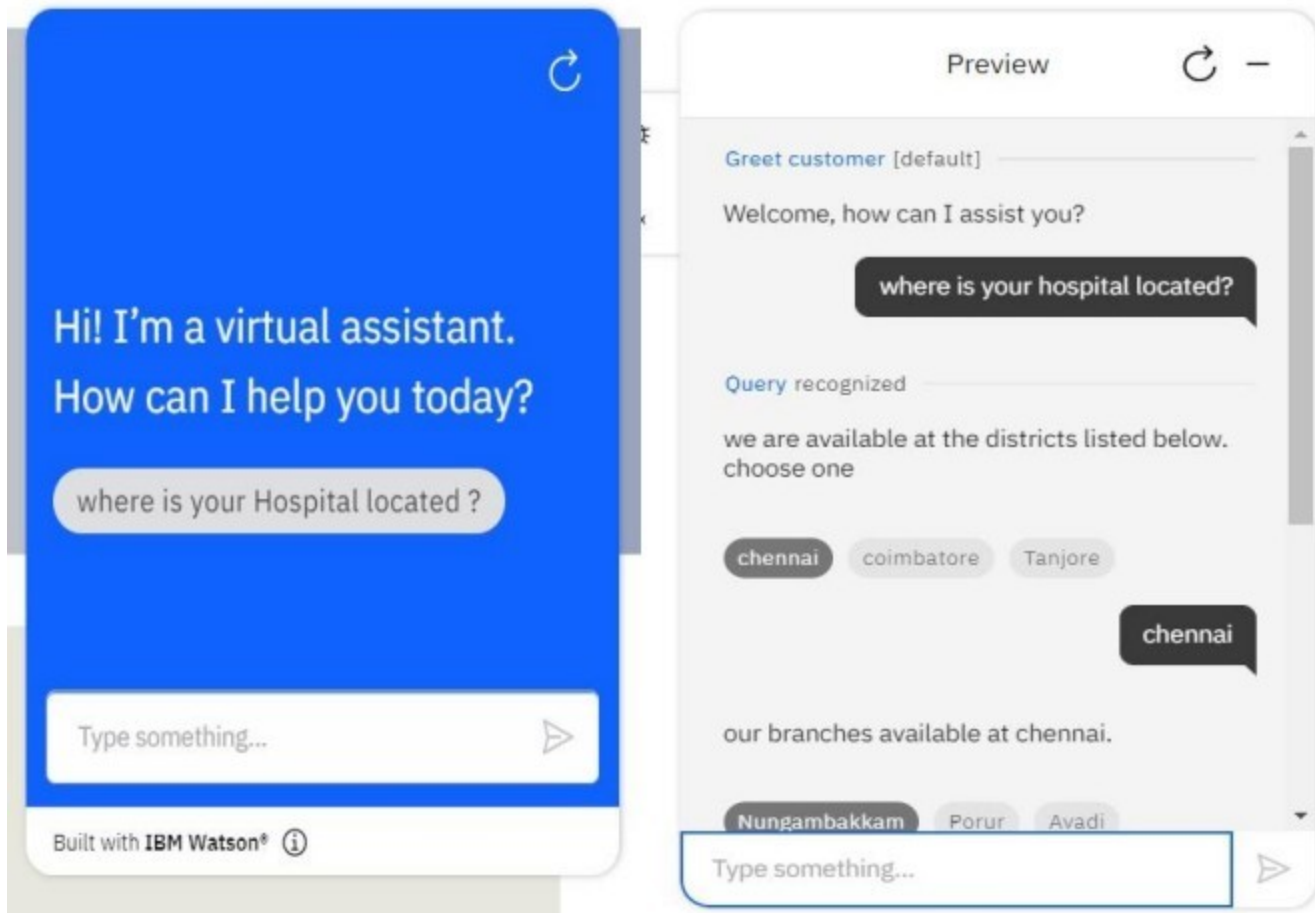 Hi! I'm a virtual assistant.
How can I help you today?
where is your Hospital located ?
Type something...
Built with IBM Watson®
Preview
Greet customer [default]
Welcome, how can I assist you?
where is your hospital located?
Query recognized
we are available at the districts listed below.
choose one
chennai coimbatore Tanjore
chennai
our branches available at chennai.
Nungambakkam Porur Avadi
Type something...